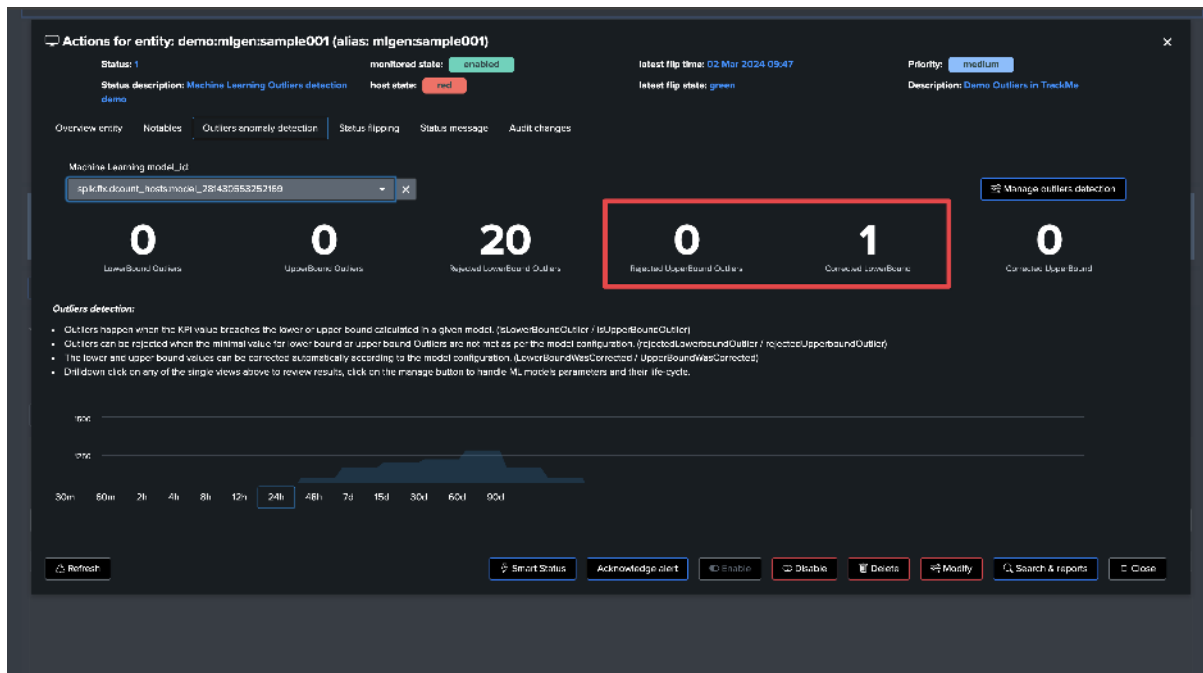 Actions for entity: demo:mlgen:sample001 (alias: mlgen:sample001)
Status: 1 monitored state: enabled latest flip time: 02 Mar 2024 09:47 Priority: medium
Status description: Machine Learning Outliers detection demo host state: red latest flip state: green Description: Demo Outliers in TrackMe
Overview entity Notables Outliers anomaly detection Status flipping Status message Audit changes
Machine Learning model_id
Manage outliers detection
0 0 20 0 1 0
LowerBound Outliers UpperBound Outliers Rejected LowerBound Outliers Rejected UpperBound Outliers Corrected LowerBound Corrected UpperBound
Outliers detection:
Outliers happen when the KPI value breaches the lower or upper bound calculated in a given model. (isLowerBoundOutlier / isUpperBoundOutlier)
Outliers can be rejected when the minimal value for lower bound or upper bound Outliers are not met as per the model configuration. (rejectedLowerboundOutlier / rejectedUpperboundOutlier)
The lower and upper bound values can be corrected automatically according to the model configuration. (LowerBoundWasCorrected / UpperBoundWasCorrected)
Drilldown click on any of the single views above to review results, click on the manage button to handle ML models parameters and their life-cycle.
1500
1250
30m 60m 2h 4h 8h 12h 24h 48h 7d 15d 30d 60d 90d
Refresh Smart Status Acknowledge alert Enable Disable Delete Modify Search & reports Close